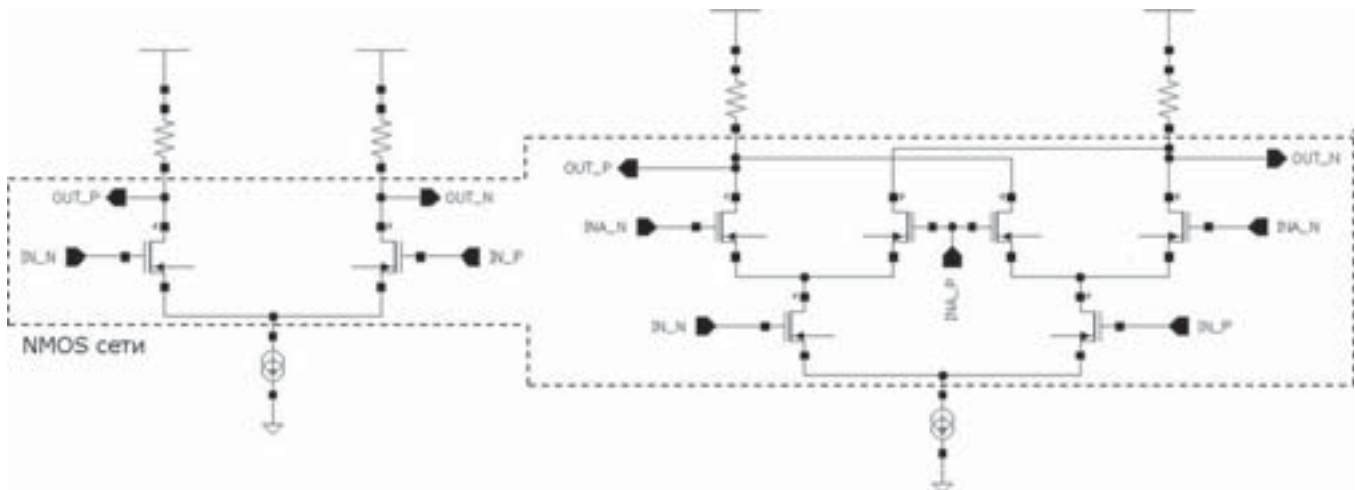 OUT_P
OUT_N
IN_N
IN_P
NMOS сети
OUT_P
OUT_N
INA_N
INA_P
INA_N
IN_N
IN_P